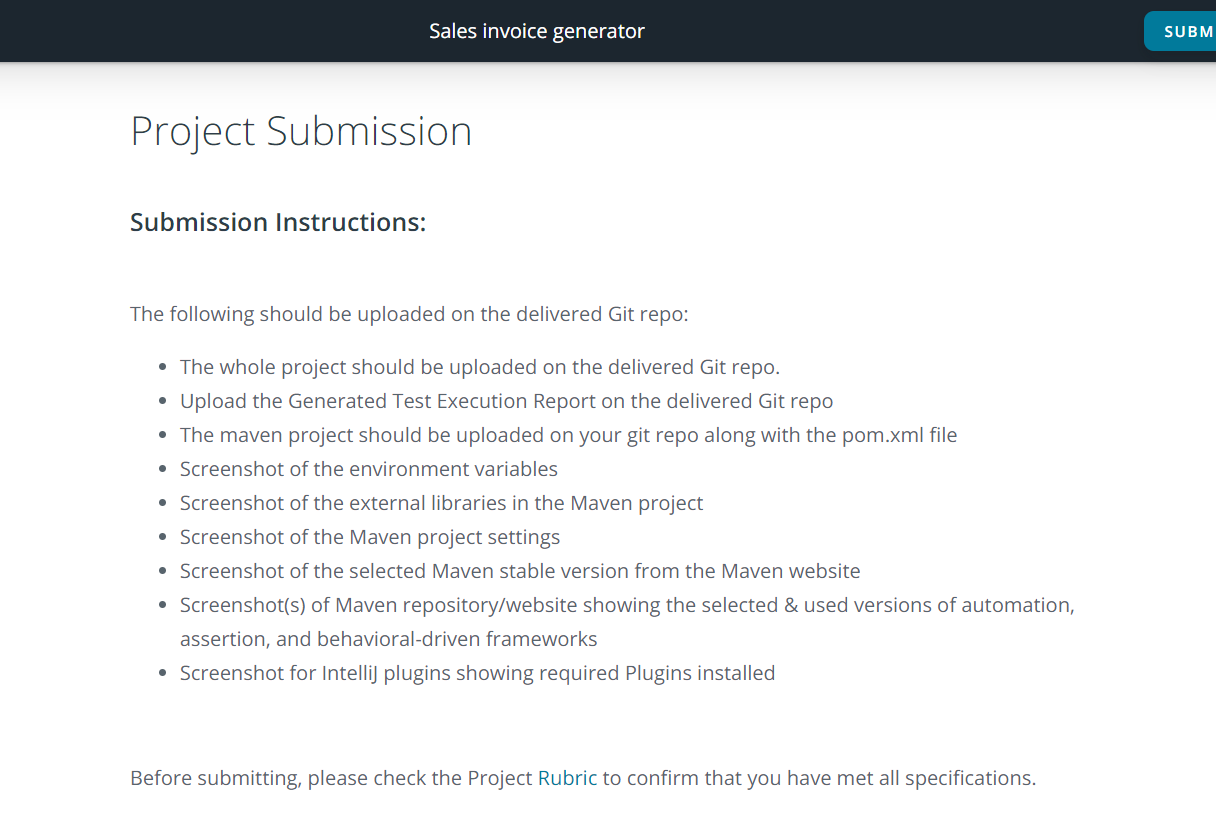 Sales invoice generator
SUBM
Project Submission
Submission Instructions:
The following should be uploaded on the delivered Git repo:
• The whole project should be uploaded on the delivered Git repo.
• Upload the Generated Test Execution Report on the delivered Git repo
• The maven project should be uploaded on your git repo along with the pom.xml file
• Screenshot of the environment variables
• Screenshot of the external libraries in the Maven project
• Screenshot of the Maven project settings
• Screenshot of the selected Maven stable version from the Maven website
• Screenshot(s) of Maven repository/website showing the selected & used versions of automation,
assertion, and behavioral-driven frameworks
• Screenshot for IntelliJ plugins showing required Plugins installed
Before submitting, please check the Project Rubric to confirm that you have met all specifications.